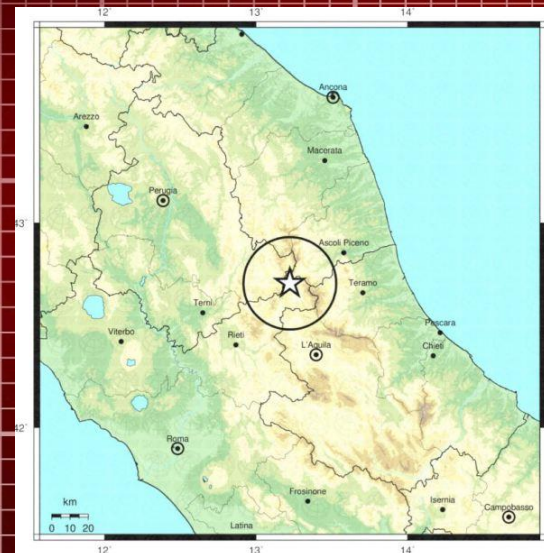 12˚ 13˚ 14˚
Ancona
Arezzo
Macerata
Perugia
43˚
Ascoli Piceno
Teramo
Terni
Pescara
Viterbo
Rieti
L'Aquila
Chieti
42˚
Roma
km
0 10 20
Frosinone
Isernia
Campobasso
Latina
12˚ 13˚ 14˚